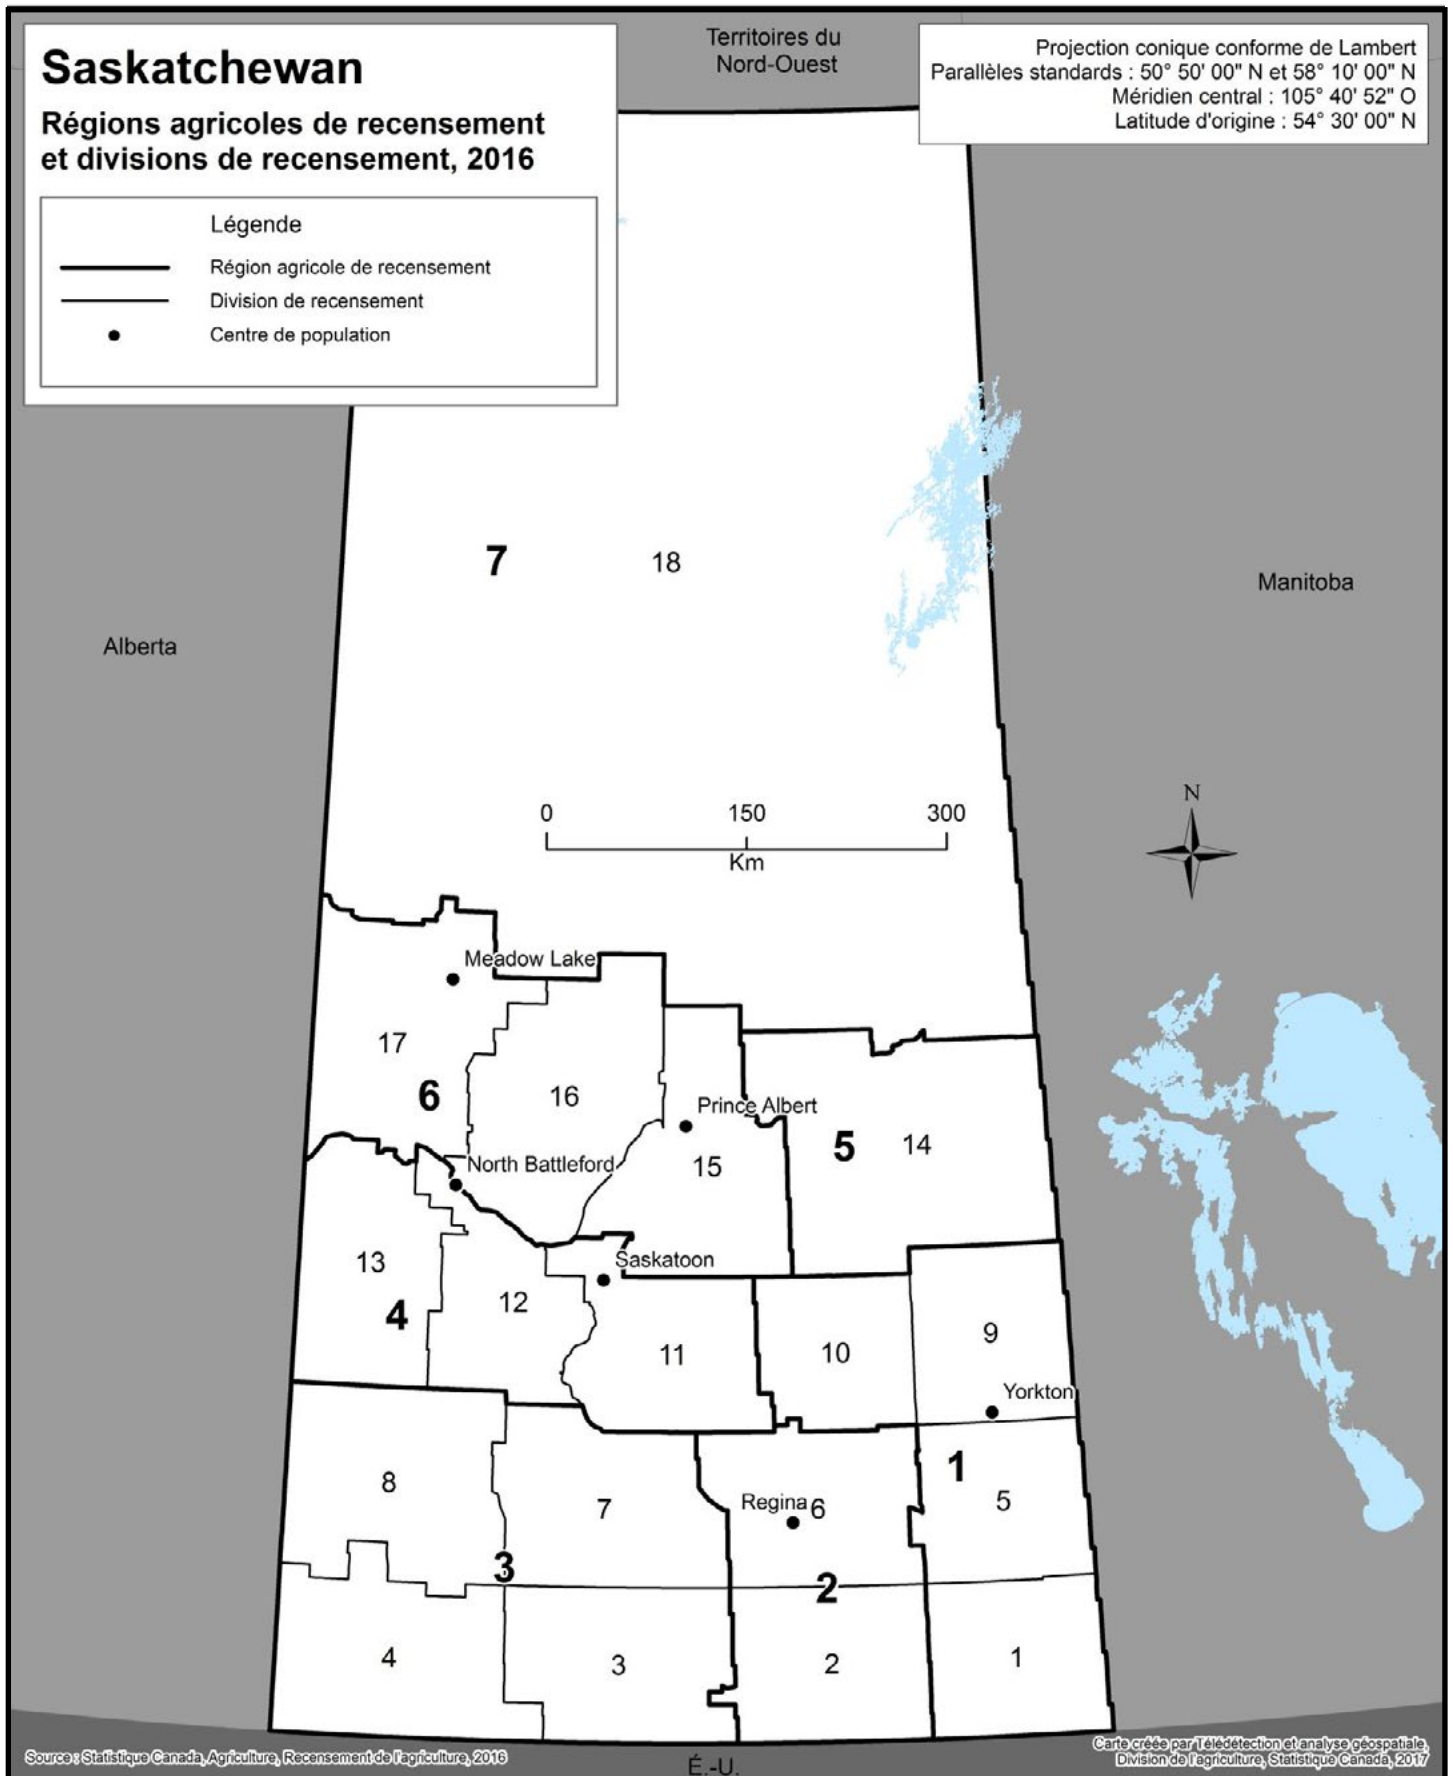 Saskatchewan
Régions agricoles de recensement
et divisions de recensement, 2016
Légende
Région agricole de recensement
Division de recensement
Centre de population
Territoires du
Nord-Ouest
Projection conique conforme de Lambert
Parallèles standards : 50° 50' 00" N et 58° 10' 00" N
Méridien central : 105° 40' 52" O
Latitude d'origine : 54° 30' 00" N
7
18
Manitoba
Alberta
0 150 300
Km
N
Meadow Lake
17
6
16
Prince Albert
5
14
North Battleford
15
13
Saskatoon
12
4
9
11
10
Yorkton
1
8
5
7
Regina
6
3
2
4
3
2
1
Source : Statistique Canada, Agriculture, Recensement de l'agriculture, 2016
É.-U.
Carte créée par Télédétection et analyse géospatiale,
Division de l'agriculture, Statistique Canada, 2017